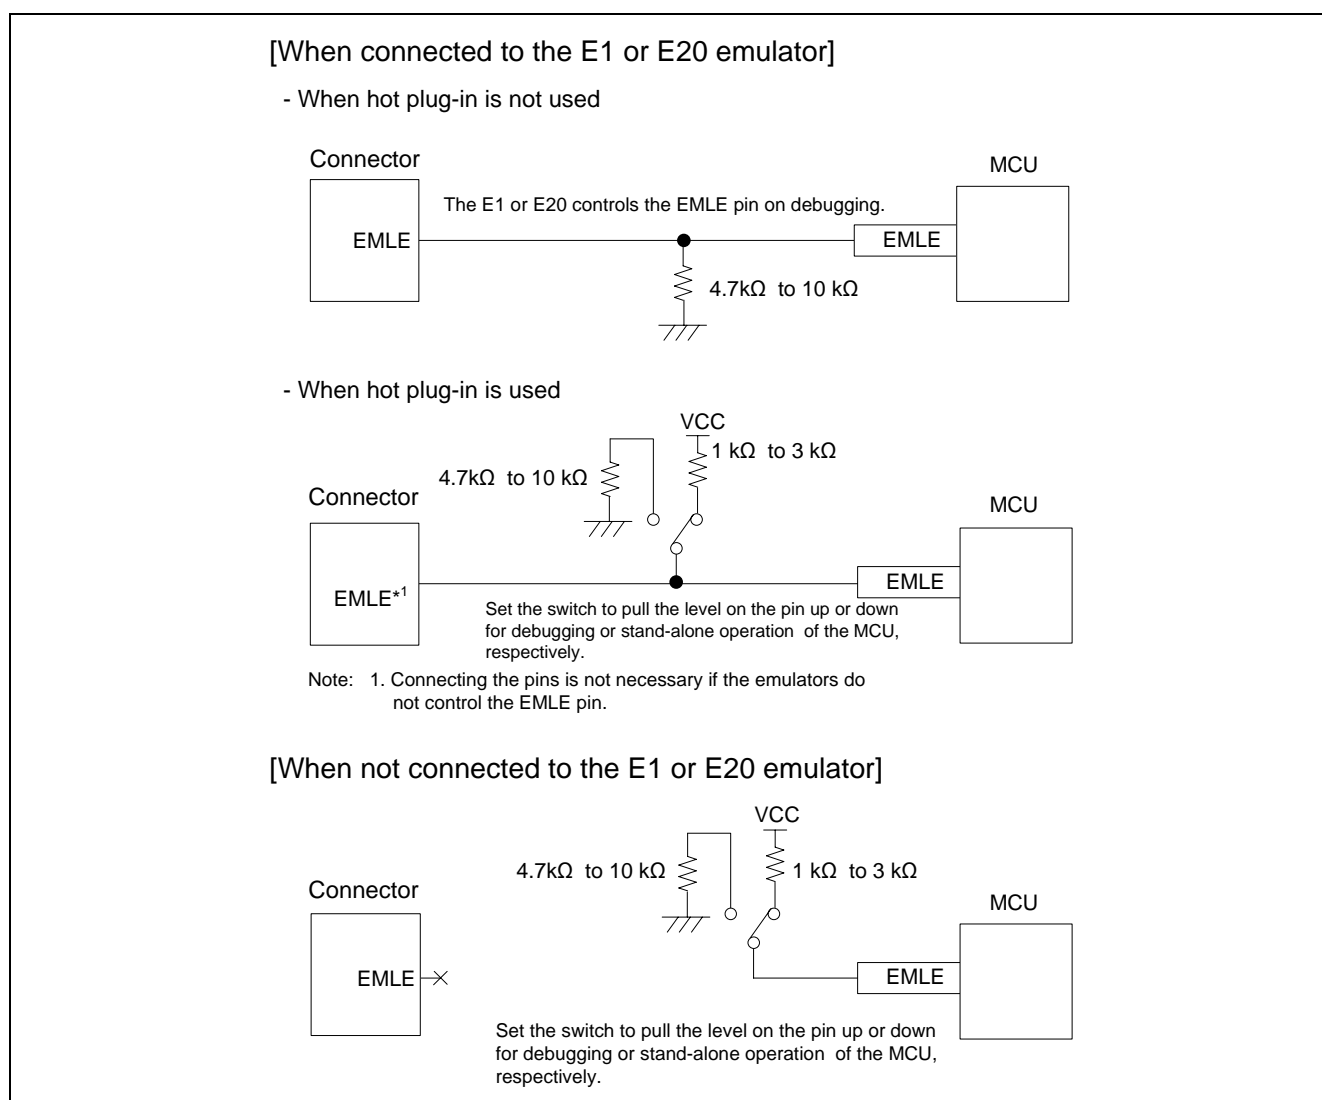 [When connected to the E1 or E20 emulator]
- When hot plug-in is not used
Connector
MCU
The E1 or E20 controls the EMLE pin on debugging.
EMLE
EMLE
4.7kΩ to 10 kΩ
- When hot plug-in is used
VCC
1 kΩ to 3 kΩ
4.7kΩ to 10 kΩ
Connector
MCU
EMLE
EMLE*1
Set the switch to pull the level on the pin up or down
for debugging or stand-alone operation of the MCU,
respectively.
Note: 1. Connecting the pins is not necessary if the emulators do
not control the EMLE pin.
[When not connected to the E1 or E20 emulator]
VCC
4.7kΩ to 10 kΩ
1 kΩ to 3 kΩ
Connector
MCU
EMLE
EMLE
Set the switch to pull the level on the pin up or down
for debugging or stand-alone operation of the MCU,
respectively.